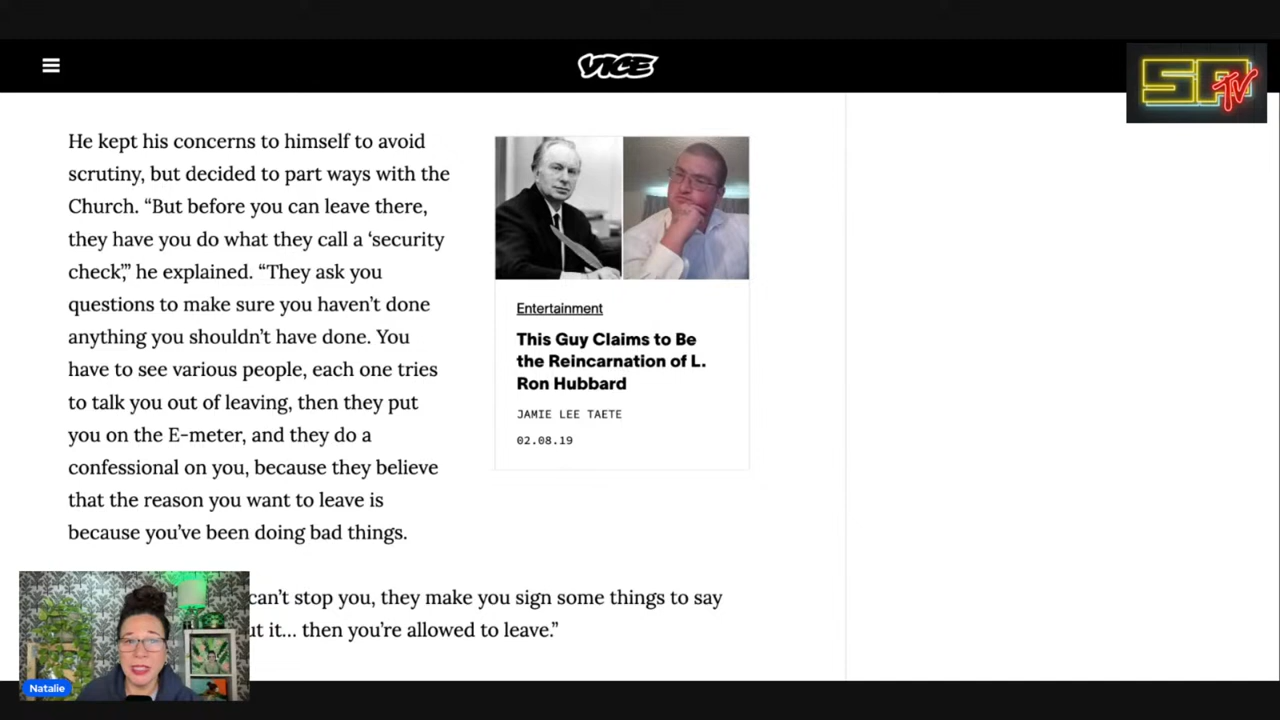 VICE
SPTV
He kept his concerns to himself to avoid
scrutiny, but decided to part ways with the
Church. “But before you can leave there,
they have you do what they call a ‘security
check’,” he explained. “They ask you
questions to make sure you haven’t done
anything you shouldn’t have done. You
have to see various people, each one tries
to talk you out of leaving, then they put
you on the E-meter, and they do a
confessional on you, because they believe
that the reason you want to leave is
because you’ve been doing bad things.
Entertainment
This Guy Claims to Be
the Reincarnation of L.
Ron Hubbard
JAMIE LEE TAETE
02.08.19
can’t stop you, they make you sign some things to say
it… then you’re allowed to leave.”
Natalie